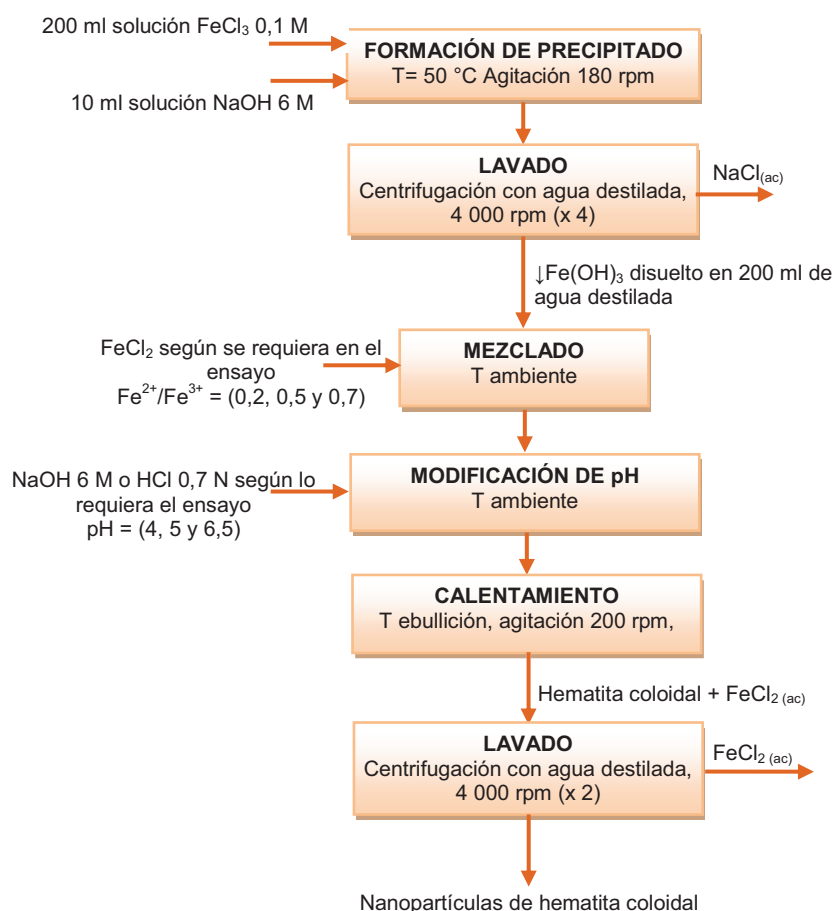 200 ml solución FeCl₃ 0,1 M
FORMACIÓN DE PRECIPITADO
T= 50 °C Agitación 180 rpm
10 ml solución NaOH 6 M
LAVADO
Centrifugación con agua destilada,
4 000 rpm (x 4)
NaCl(ac)
↓Fe(OH)₃ disuelto en 200 ml de
agua destilada
FeCl₂ según se requiera en el
ensayo
Fe²⁺/Fe³⁺ = (0,2, 0,5 y 0,7)
MEZCLADO
T ambiente
NaOH 6 M o HCl 0,7 N según lo
requiera el ensayo
pH = (4, 5 y 6,5)
MODIFICACIÓN DE pH
T ambiente
CALENTAMIENTO
T ebullición, agitación 200 rpm,
Hematita coloidal + FeCl₂ (ac)
LAVADO
Centrifugación con agua destilada,
4 000 rpm (x 2)
FeCl₂ (ac)
Nanopartículas de hematita coloidal